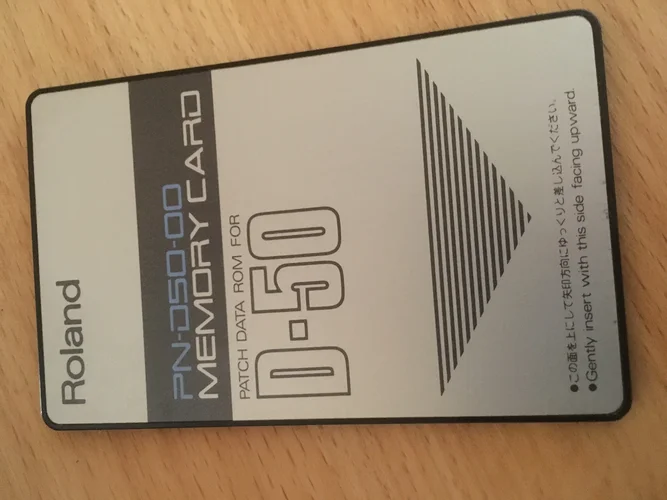 Roland
PN-D50-00
MEMORY CARD
PATCH DATA ROM FOR
D-50
●この面を上にして矢印方向にゆっくりと差し込んでください。
●Gently insert with this side facing upward.